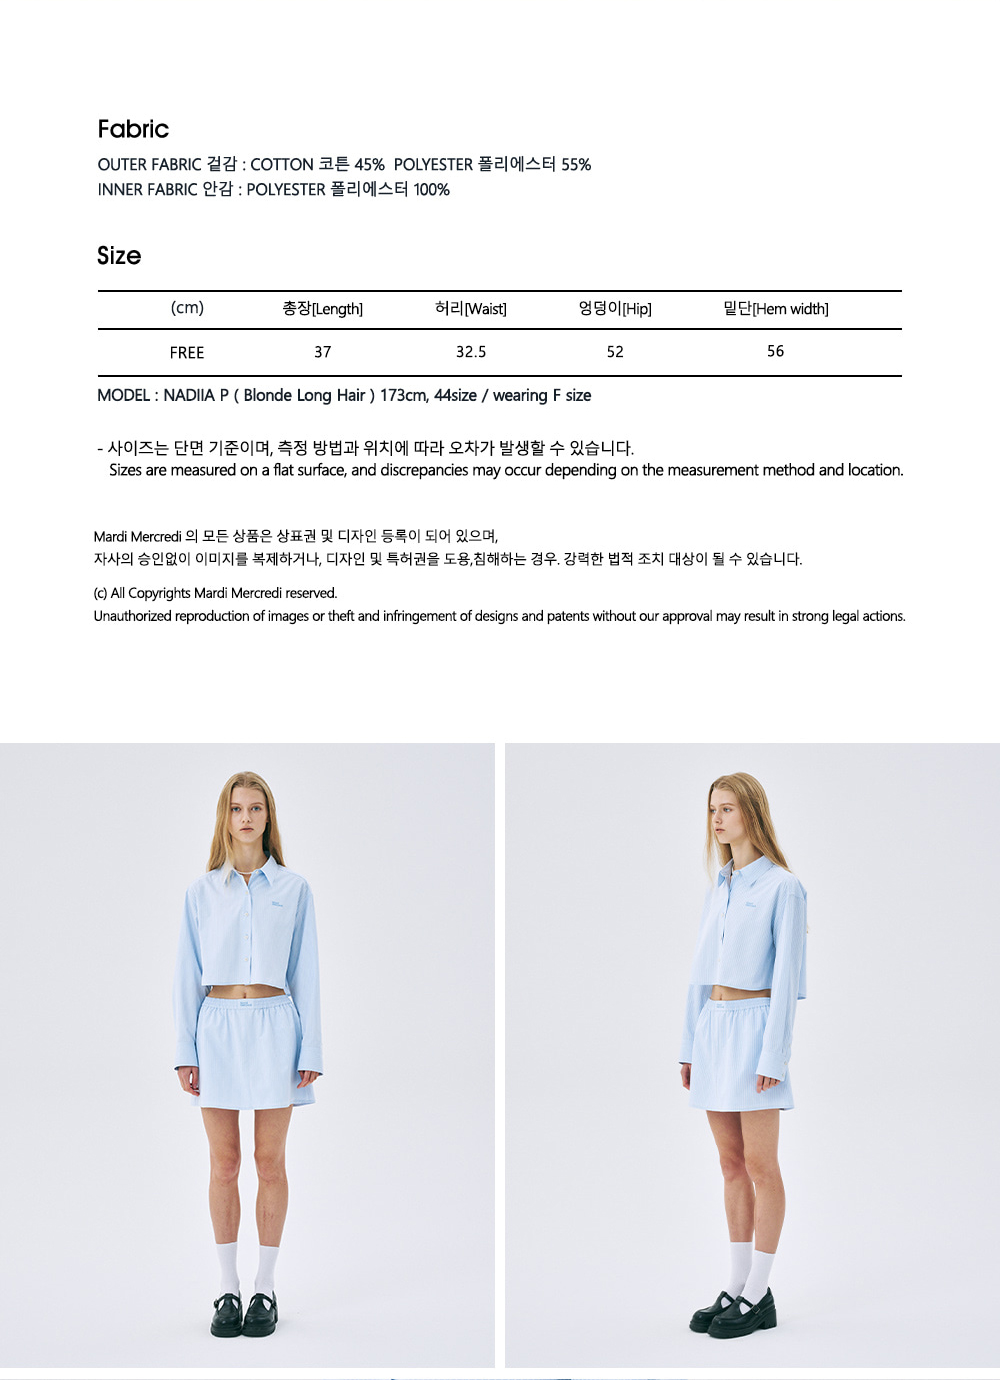 Fabric
OUTER FABRIC 겉감 : COTTON 코튼 45% POLYESTER 폴리에스터 55%
INNER FABRIC 안감 : POLYESTER 폴리에스터 100%
Size
(cm) 총장[Length] 허리[Waist] 엉덩이[Hip] 밑단[Hem width]
FREE 37 32.5 52 56
MODEL : NADIIA P ( Blonde Long Hair ) 173cm, 44size / wearing F size
- 사이즈는 단면 기준이며, 측정 방법과 위치에 따라 오차가 발생할 수 있습니다.
Sizes are measured on a flat surface, and discrepancies may occur depending on the measurement method and location.
Mardi Mercredi 의 모든 상품은 상표권 및 디자인 등록이 되어 있으며,
자사의 승인없이 이미지를 복제하거나, 디자인 및 특허권을 도용,침해하는 경우. 강력한 법적 조치 대상이 될 수 있습니다.
(c) All Copyrights Mardi Mercredi reserved.
Unauthorized reproduction of images or theft and infringement of designs and patents without our approval may result in strong legal actions.